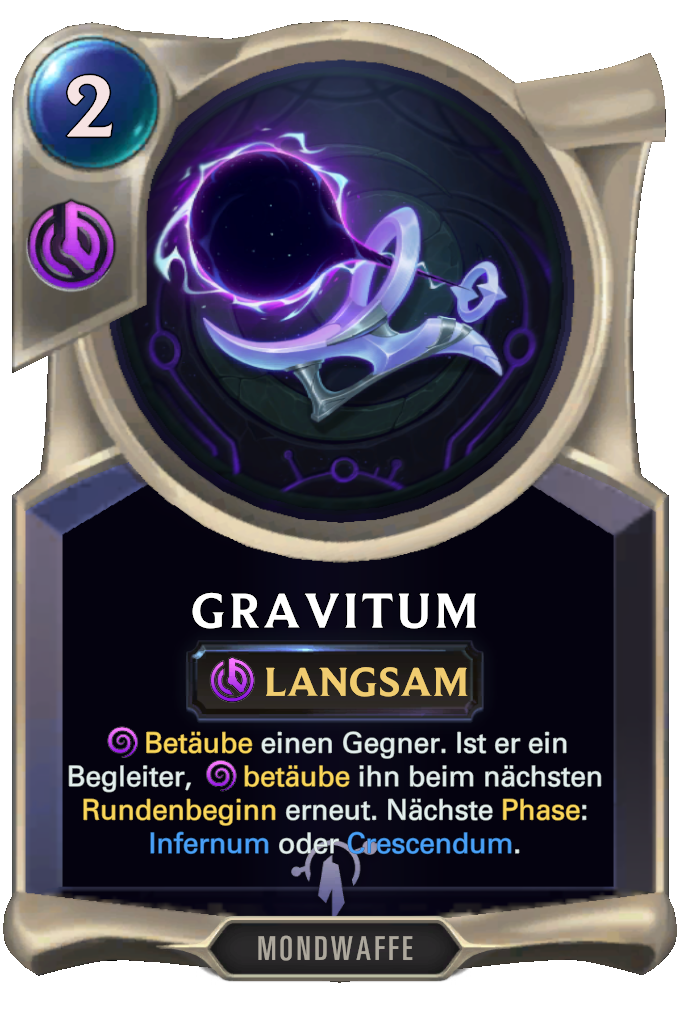 2
GRAVITUM
LANGSAM
Betäube einen Gegner. Ist er ein
Begleiter, betäube ihn beim nächsten
Rundenbeginn erneut. Nächste Phase:
Infernum oder Crescendum.
MONDWAFFE